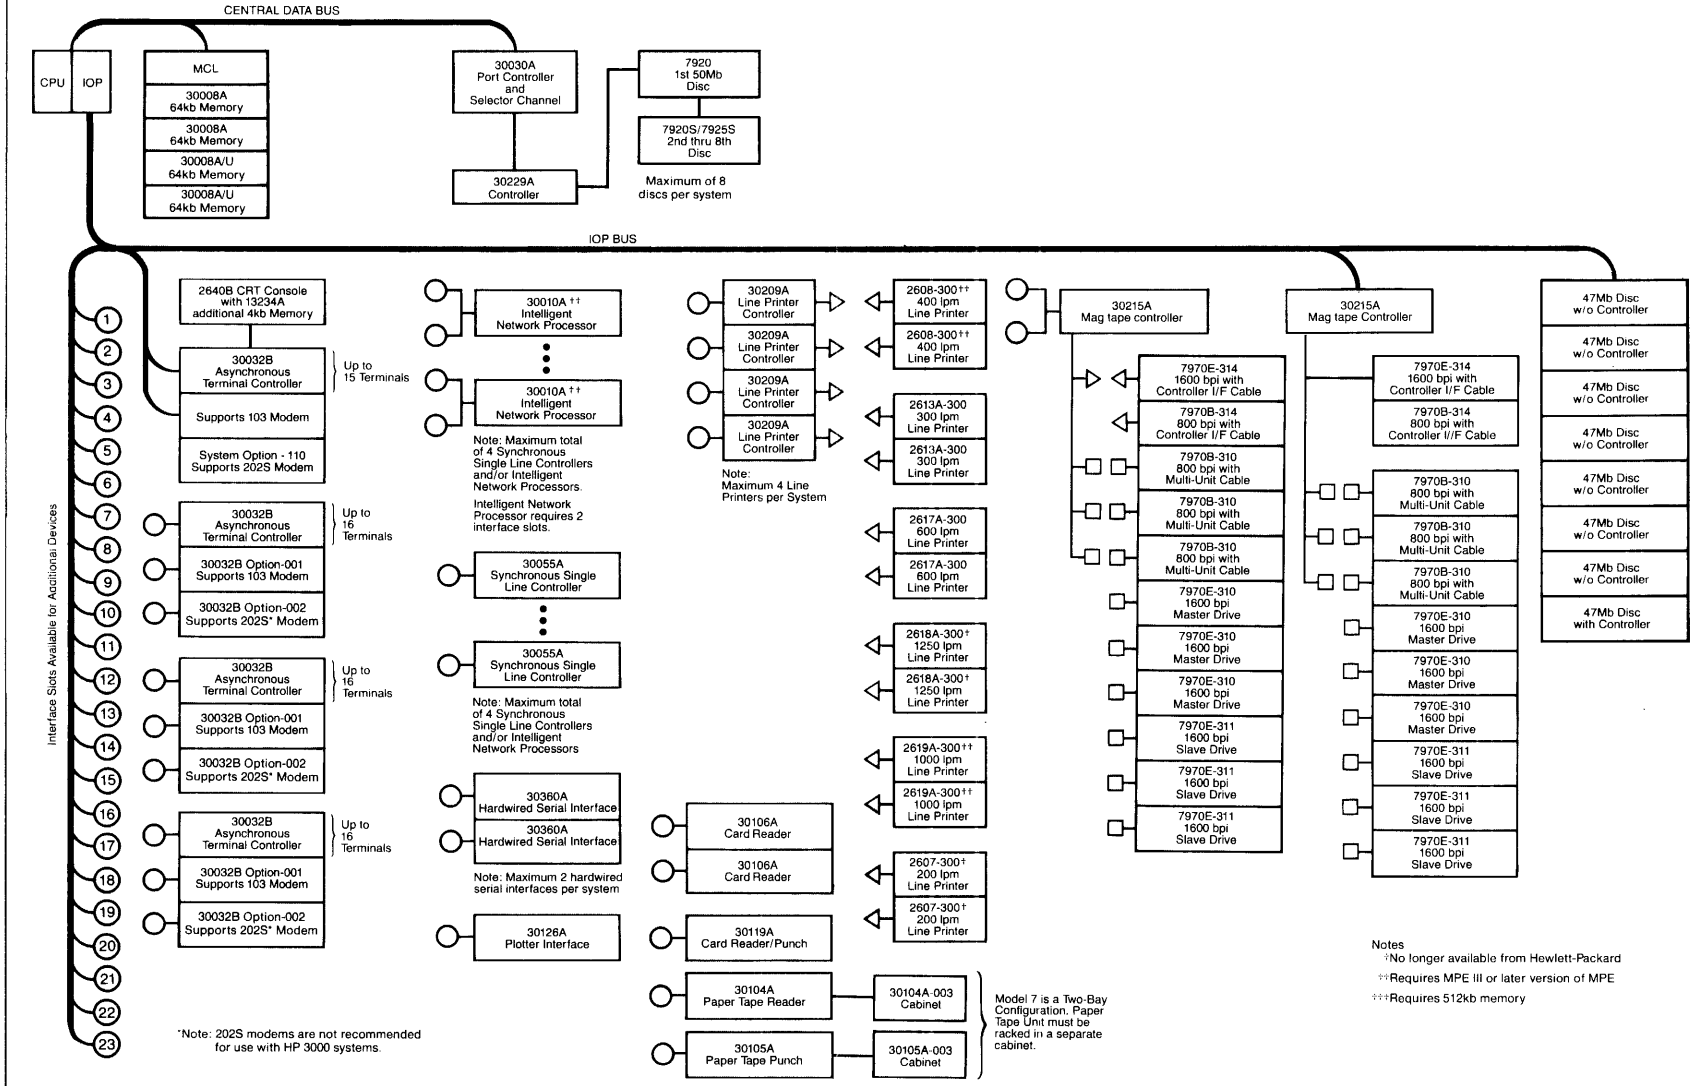 CENTRAL DATA BUS
CPU
IOP
MCL
30008A
64kb Memory
30008A
64kb Memory
30008A/U
64kb Memory
30008A/U
64kb Memory
30030A
Port Controller
and
Selector Channel
30229A
Controller
7920
1st 50Mb
Disc
7920S/7925S
2nd thru 8th
Disc
Maximum of 8
discs per system
IOP BUS
Interface Slots Available for Additional Devices
1
2
3
4
5
6
7
8
9
10
11
12
13
14
15
16
17
18
19
20
21
22
23
2640B CRT Console
with 13234A
additional 4kb Memory
30032B
Asynchronous
Terminal Controller
Up to
15 Terminals
Supports 103 Modem
System Option - 110
Supports 202S Modem
30032B
Asynchronous
Terminal Controller
Up to
16
Terminals
30032B Option-001
Supports 103 Modem
30032B Option-002
Supports 202S* Modem
30032B
Asynchronous
Terminal Controller
Up to
16
Terminals
30032B Option-001
Supports 103 Modem
30032B Option-002
Supports 202S* Modem
30032B
Asynchronous
Terminal Controller
Up to
16
Terminals
30032B Option-001
Supports 103 Modem
30032B Option-002
Supports 202S* Modem
*Note: 202S modems are not recommended
for use with HP 3000 systems.
30010A ††
Intelligent
Network Processor
30010A ††
Intelligent
Network Processor
Note: Maximum total
of 4 Synchronous
Single Line Controllers
and/or Intelligent
Network Processors.
Intelligent Network
Processor requires 2
interface slots.
30055A
Synchronous Single
Line Controller
30055A
Synchronous Single
Line Controller
Note: Maximum total
of 4 Synchronous
Single Line Controllers
and/or Intelligent
Network Processors
30360A
Hardwired Serial Interface
30360A
Hardwired Serial Interface
Note: Maximum 2 hardwired
serial interfaces per system
30126A
Plotter Interface
30209A
Line Printer
Controller
30209A
Line Printer
Controller
30209A
Line Printer
Controller
30209A
Line Printer
Controller
Note:
Maximum 4 Line
Printers per System
30106A
Card Reader
30106A
Card Reader
30119A
Card Reader/Punch
30104A
Paper Tape Reader
30104A-003
Cabinet
30105A
Paper Tape Punch
30105A-003
Cabinet
Model 7 is a Two-Bay
Configuration. Paper
Tape Unit must be
racked in a separate
cabinet.
2608-300††
400 lpm
Line Printer
2608-300††
400 lpm
Line Printer
2613A-300
300 lpm
Line Printer
2613A-300
300 lpm
Line Printer
2617A-300
600 lpm
Line Printer
2617A-300
600 lpm
Line Printer
2618A-300†
1250 lpm
Line Printer
2618A-300†
1250 lpm
Line Printer
2619A-300††
1000 lpm
Line Printer
2619A-300††
1000 lpm
Line Printer
2607-300†
200 lpm
Line Printer
2607-300†
200 lpm
Line Printer
30215A
Mag tape controller
7970E-314
1600 bpi with
Controller I/F Cable
7970B-314
800 bpi with
Controller I/F Cable
7970B-310
800 bpi with
Multi-Unit Cable
7970B-310
800 bpi with
Multi-Unit Cable
7970B-310
800 bpi with
Multi-Unit Cable
7970E-310
1600 bpi
Master Drive
7970E-310
1600 bpi
Master Drive
7970E-310
1600 bpi
Master Drive
7970E-311
1600 bpi
Slave Drive
7970E-311
1600 bpi
Slave Drive
7970E-311
1600 bpi
Slave Drive
30215A
Mag tape Controller
7970E-314
1600 bpi with
Controller I/F Cable
7970B-314
800 bpi with
Controller I//F Cable
7970B-310
800 bpi with
Multi-Unit Cable
7970B-310
800 bpi with
Multi-Unit Cable
7970B-310
800 bpi with
Multi-Unit Cable
7970E-310
1600 bpi
Master Drive
7970E-310
1600 bpi
Master Drive
7970E-310
1600 bpi
Master Drive
7970E-311
1600 bpi
Slave Drive
7970E-311
1600 bpi
Slave Drive
7970E-311
1600 bpi
Slave Drive
47Mb Disc
w/o Controller
47Mb Disc
w/o Controller
47Mb Disc
w/o Controller
47Mb Disc
w/o Controller
47Mb Disc
w/o Controller
47Mb Disc
w/o Controller
47Mb Disc
w/o Controller
47Mb Disc
with Controller
Notes
†No longer available from Hewlett-Packard
††Requires MPE III or later version of MPE
†††Requires 512kb memory